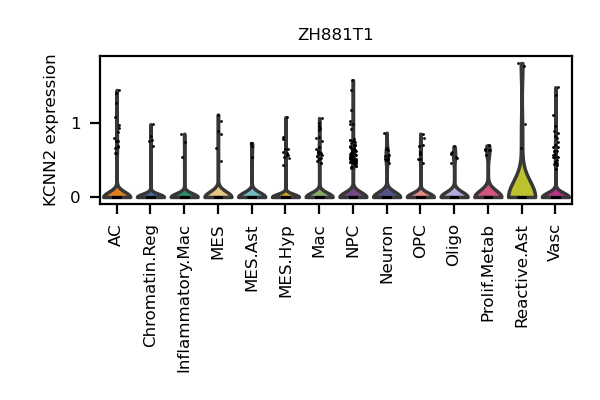 ZH881T1
KCNN2 expression
1
0
AC
Chromatin.Reg
Inflammatory.Mac
MES
MES.Ast
MES.Hyp
Mac
NPC
Neuron
OPC
Oligo
Prolif.Metab
Reactive.Ast
Vasc